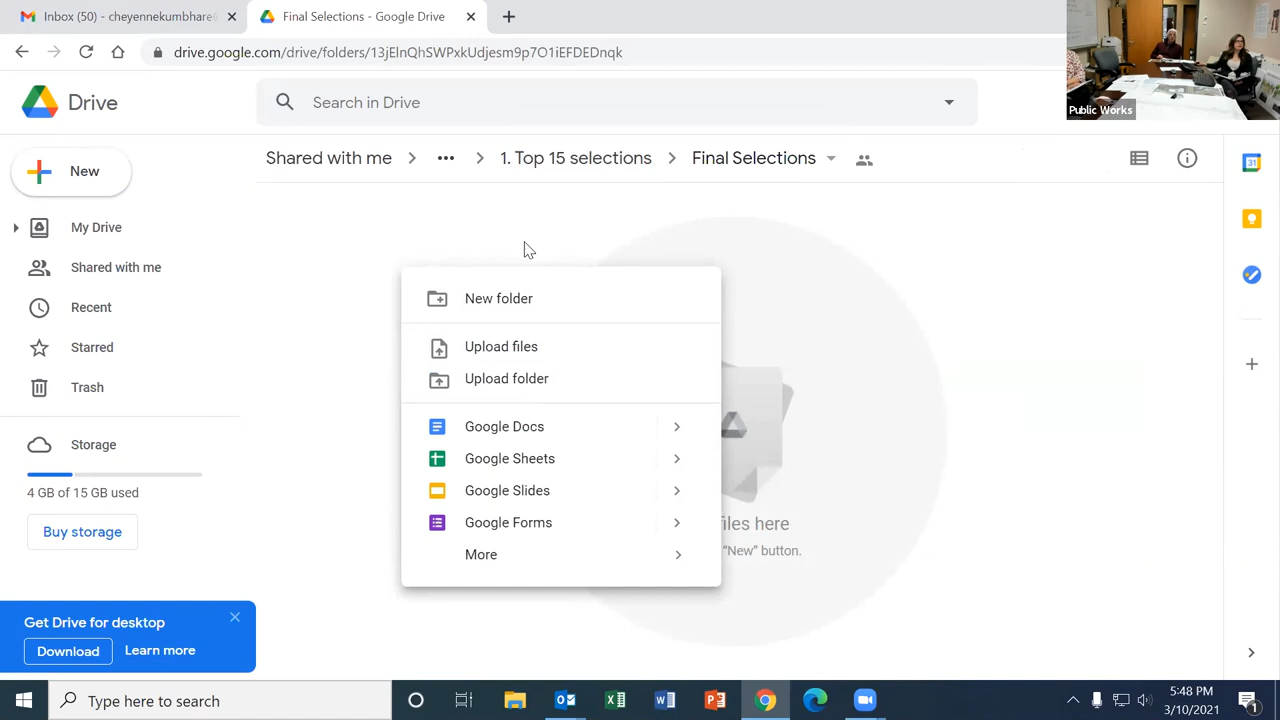 Inbox (50) - cheyennekumbhare@
Final Selections - Google Drive
drive.google.com/drive/folders/13jElnQhSWPxkUdjesm9p7O1iEFDEDnqk
Public Works
Drive
Search in Drive
Shared with me
1. Top 15 selections
Final Selections
31
New
My Drive
Shared with me
Recent
Starred
Trash
Storage
4 GB of 15 GB used
Buy storage
New folder
Upload files
Upload folder
Google Docs
Google Sheets
Google Slides
Google Forms
More
files here
"New" button.
Get Drive for desktop
Download
Learn more
Type here to search
5:48 PM
3/10/2021
1